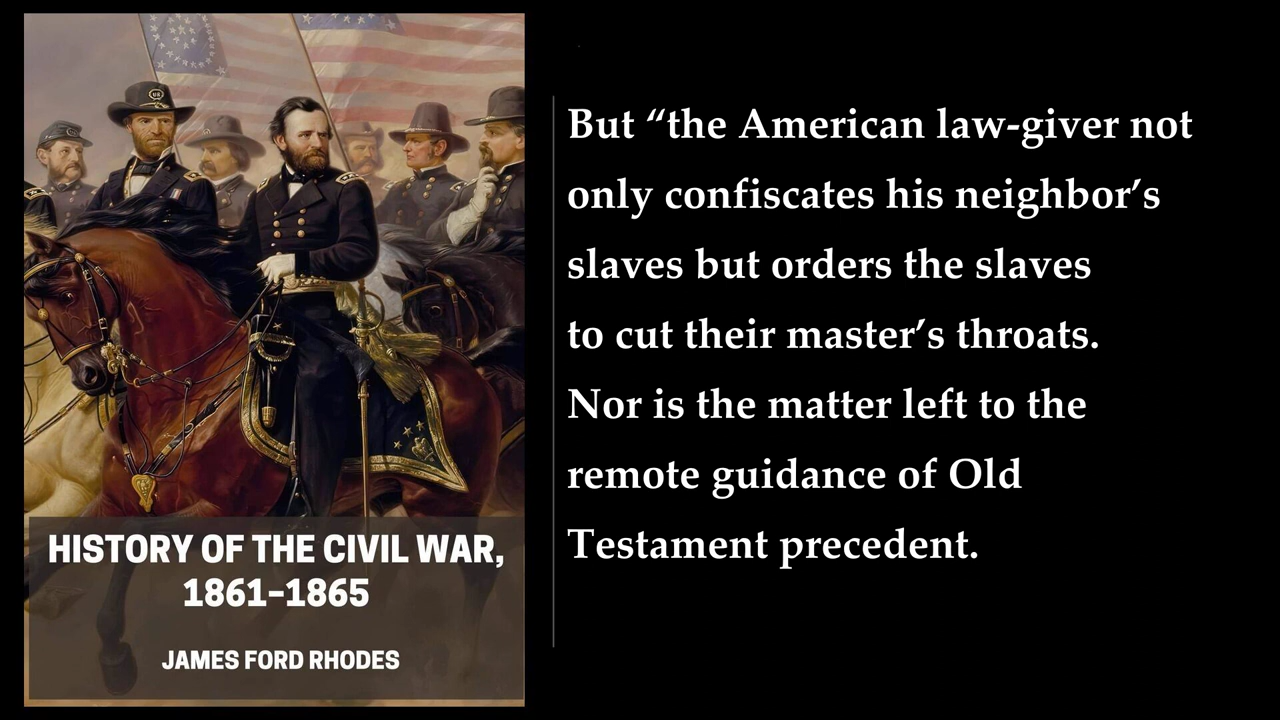 HISTORY OF THE CIVIL WAR,
1861–1865
JAMES FORD RHODES
But “the American law-giver not
only confiscates his neighbor’s
slaves but orders the slaves
to cut their master’s throats.
Nor is the matter left to the
remote guidance of Old
Testament precedent.